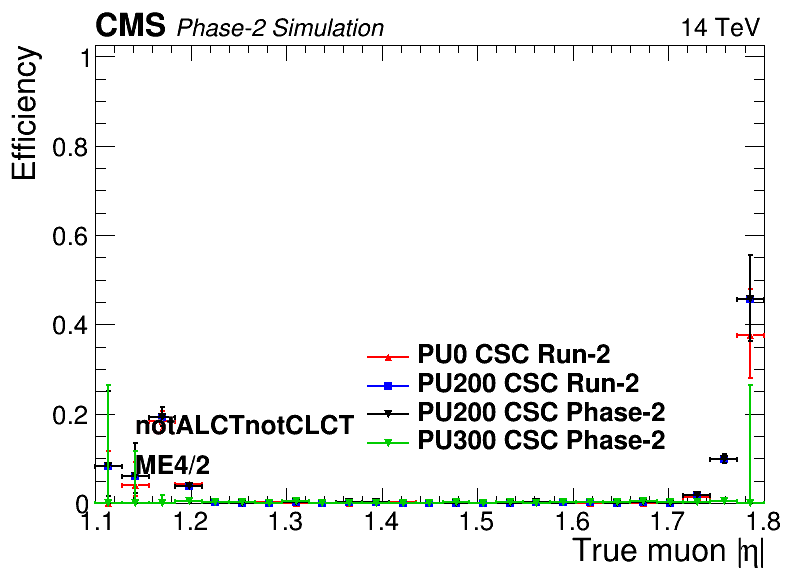 CMS Phase-2 Simulation 14 TeV
Efficiency
1
0.8
0.6
0.4
0.2
0
PU0 CSC Run-2
PU200 CSC Run-2
PU200 CSC Phase-2
PU300 CSC Phase-2
notALCTnotCLCT
ME4/2
1.1 1.2 1.3 1.4 1.5 1.6 1.7 1.8
True muon |η|